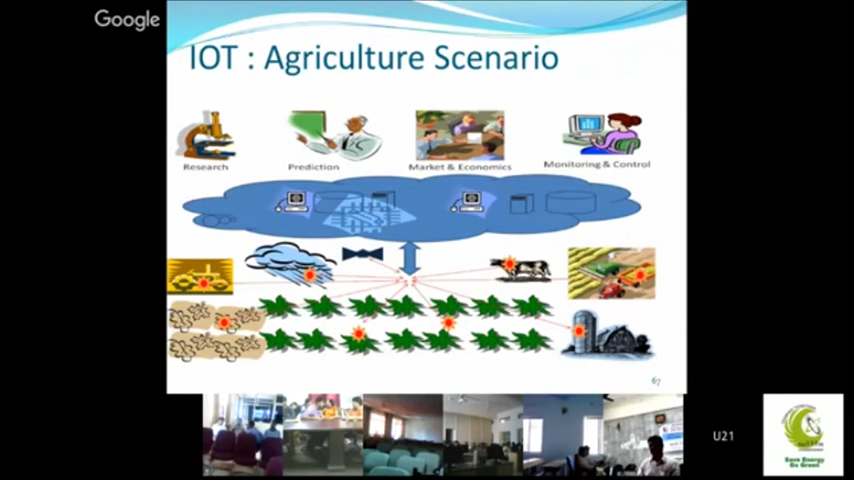 Google
IOT : Agriculture Scenario
Research
Prediction
Market & Economics
Monitoring & Control
67
U21
Save Energy
Go Green